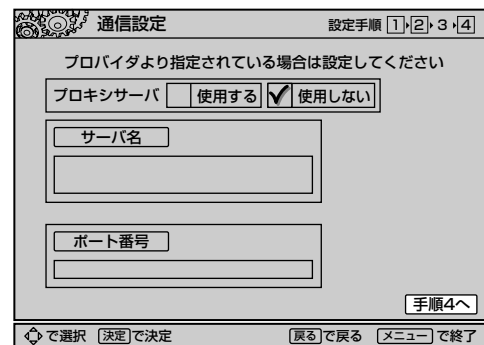 通信設定 設定手順 1 2 3 4
プロバイダより指定されている場合は設定してください
プロキシサーバ 使用する 使用しない
サーバ名
ポート番号
手順4へ
で選択 決定で決定 戻るで戻る メニューで終了